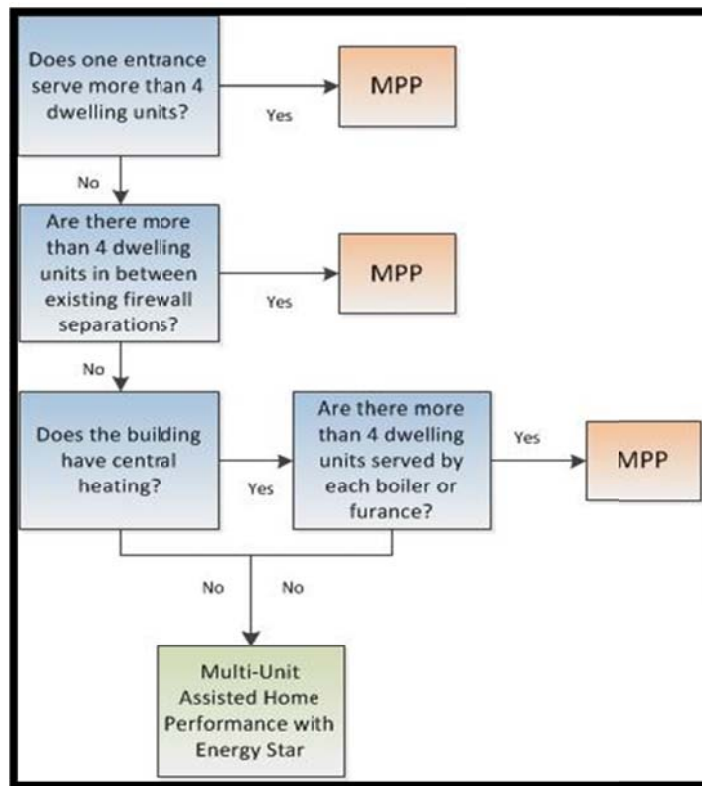 Does one entrance
serve more than 4
dwelling units?
Yes
MPP
No
Are there more
than 4 dwelling
units in between
existing firewall
separations?
Yes
MPP
No
Does the building
have central
heating?
Yes
Are there more
than 4 dwelling
units served by
each boiler or
furance?
Yes
MPP
No
No
Multi-Unit
Assisted Home
Performance with
Energy Star